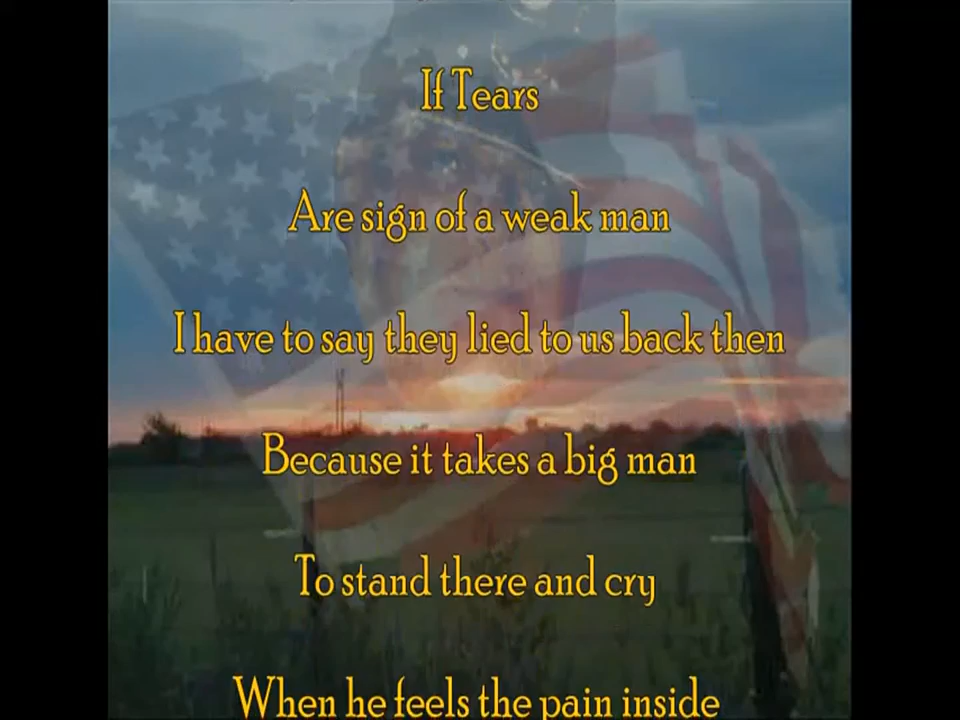 If Tears
Are sign of a weak man
I have to say they lied to us back then
Because it takes a big man
To stand there and cry
When he feels the pain inside